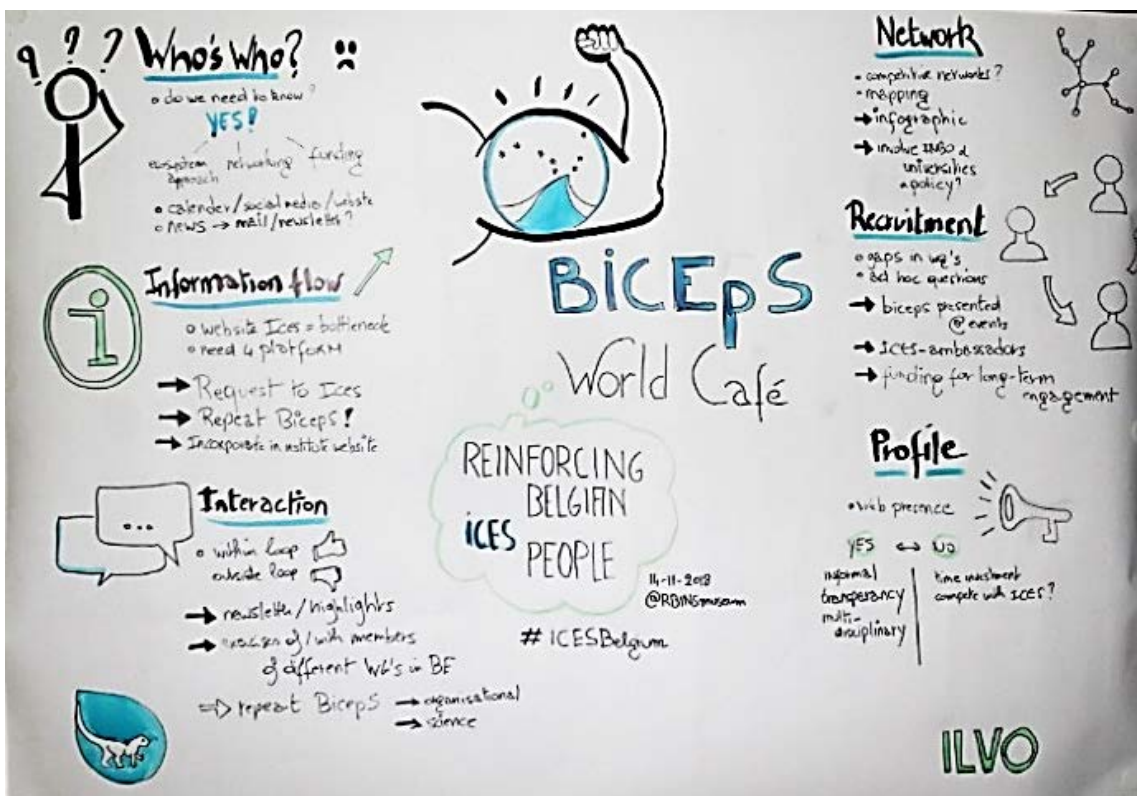 ? ? ?
Who's Who?
• do we need to know?
YES!
ecosystem approach
networking
funding
• calender/social media/website
• news → mail/newsletter?
i
Information flow
• website Ices = bottleneck
• need 4 platform
→ Request to Ices
→ Repeat Biceps!
→ Incorporate in institute website
...
Interaction
• within loop
outside loop
→ newsletter/highlights
→ of/with members
of different WG's in BE
⇒ repeat Biceps → organisational
→ science
BICEpS
World Café
REINFORCING
BELGIAN
ICES
PEOPLE
14-11-2018
@RBINSmuseum
# ICESBelgium
Network
• competitive networks?
• mapping
→ infographic
→ involve &
universities
policy?
Recruitment
• gaps in wg's
• ad hoc questions
→ biceps presented
@ events
→ ICES-ambassadors
→ funding for long-term
engagement
Profile
• web presence
YES ↔ NO
informal
transperancy
multi-
disciplinary
time investment
compete with ICES?
ILVO